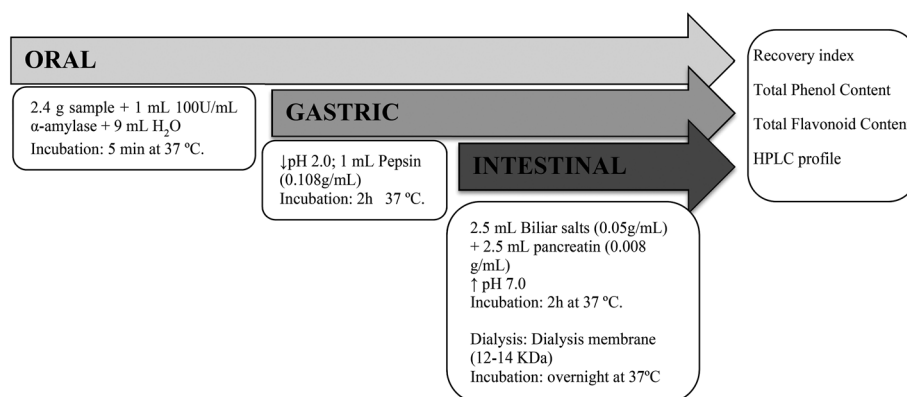 ORAL
2.4 g sample + 1 mL 100U/mL
α-amylase + 9 mL H₂O
Incubation: 5 min at 37 ºC.
GASTRIC
↓pH 2.0; 1 mL Pepsin
(0.108g/mL)
Incubation: 2h 37 ºC.
INTESTINAL
2.5 mL Biliar salts (0.05g/mL)
+ 2.5 mL pancreatin (0.008
g/mL)
↑ pH 7.0
Incubation: 2h at 37 ºC.
Dialysis: Dialysis membrane
(12-14 KDa)
Incubation: overnight at 37ºC
Recovery index
Total Phenol Content
Total Flavonoid Conten
HPLC profile